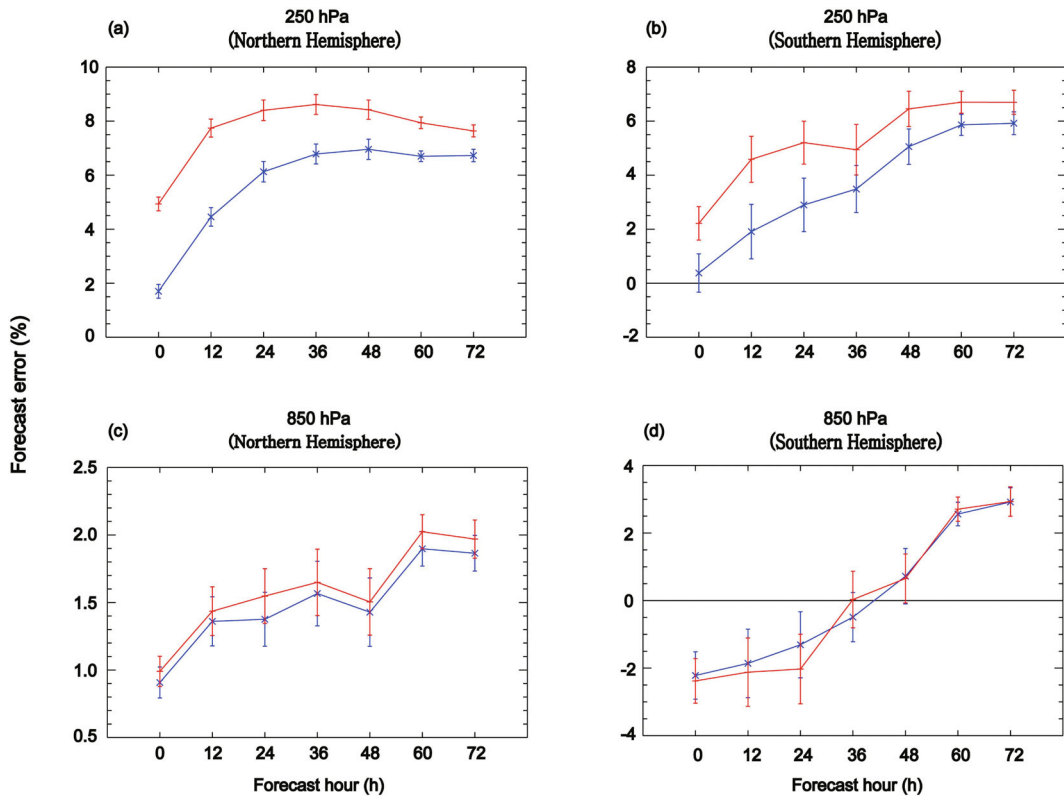 (a)
250 hPa
(Northern Hemisphere)
10
8
6
4
2
0
0 12 24 36 48 60 72
(b)
250 hPa
(Southern Hemisphere)
8
6
4
2
0
-2
0 12 24 36 48 60 72
Forecast error (%)
(c)
850 hPa
(Northern Hemisphere)
2.5
2.0
1.5
1.0
0.5
0 12 24 36 48 60 72
Forecast hour (h)
(d)
850 hPa
(Southern Hemisphere)
4
2
0
-2
-4
0 12 24 36 48 60 72
Forecast hour (h)